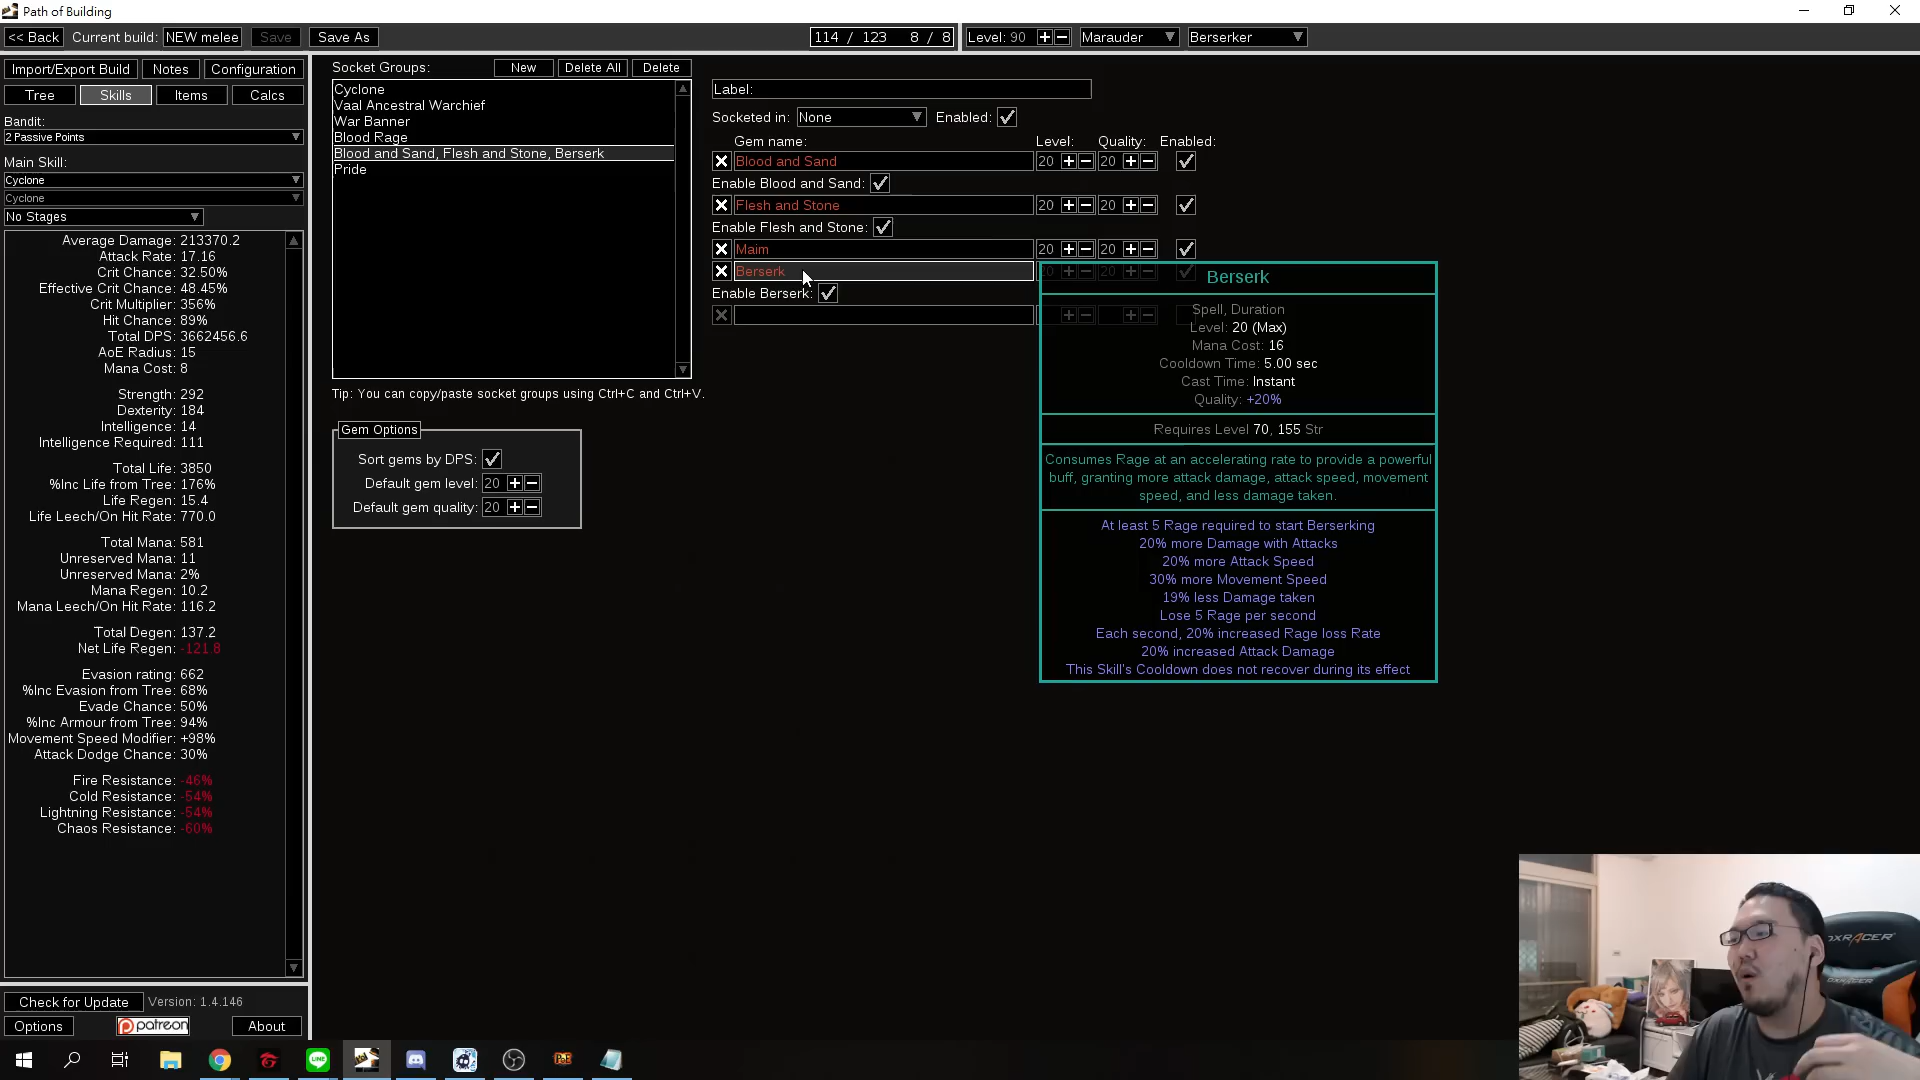 Path of Building
<< Back
Current build: NEW melee
Save
Save As
114 / 123 8 / 8
Level: 90
Marauder
Berserker
Import/Export Build
Notes
Configuration
Tree
Skills
Items
Calcs
Bandit:
2 Passive Points
Main Skill:
Cyclone
Cyclone
No Stages
Average Damage: 213370.2
Attack Rate: 17.16
Crit Chance: 32.50%
Effective Crit Chance: 48.45%
Crit Multiplier: 356%
Hit Chance: 89%
Total DPS: 3662456.6
AoE Radius: 15
Mana Cost: 8
Strength: 292
Dexterity: 184
Intelligence: 14
Intelligence Required: 111
Total Life: 3850
%Inc Life from Tree: 176%
Life Regen: 15.4
Life Leech/On Hit Rate: 770.0
Total Mana: 581
Unreserved Mana: 11
Unreserved Mana: 2%
Mana Regen: 10.2
Mana Leech/On Hit Rate: 116.2
Total Degen: 137.2
Net Life Regen: -121.8
Evasion rating: 662
%Inc Evasion from Tree: 68%
Evade Chance: 50%
%Inc Armour from Tree: 94%
Movement Speed Modifier: +98%
Attack Dodge Chance: 30%
Fire Resistance: -46%
Cold Resistance: -54%
Lightning Resistance: -54%
Chaos Resistance: -60%
Check for Update
Version: 1.4.146
Options
patreon
About
Socket Groups:
New
Delete All
Delete
Cyclone
Vaal Ancestral Warchief
War Banner
Blood Rage
Blood and Sand, Flesh and Stone, Berserk
Pride
Tip: You can copy/paste socket groups using Ctrl+C and Ctrl+V.
Gem Options
Sort gems by DPS:
Default gem level: 20
Default gem quality: 20
Label:
Socketed in: None
Enabled:
Gem name: Level: Quality: Enabled:
Blood and Sand 20 20
Enable Blood and Sand:
Flesh and Stone 20 20
Enable Flesh and Stone:
Maim 20 20
Berserk 20 20
Enable Berserk:
Berserk
Spell, Duration
Level: 20 (Max)
Mana Cost: 16
Cooldown Time: 5.00 sec
Cast Time: Instant
Quality: +20%
Requires Level 70, 155 Str
Consumes Rage at an accelerating rate to provide a powerful
buff, granting more attack damage, attack speed, movement
speed, and less damage taken.
At least 5 Rage required to start Berserking
20% more Damage with Attacks
20% more Attack Speed
30% more Movement Speed
19% less Damage taken
Lose 5 Rage per second
Each second, 20% increased Rage loss Rate
20% increased Attack Damage
This Skill's Cooldown does not recover during its effect